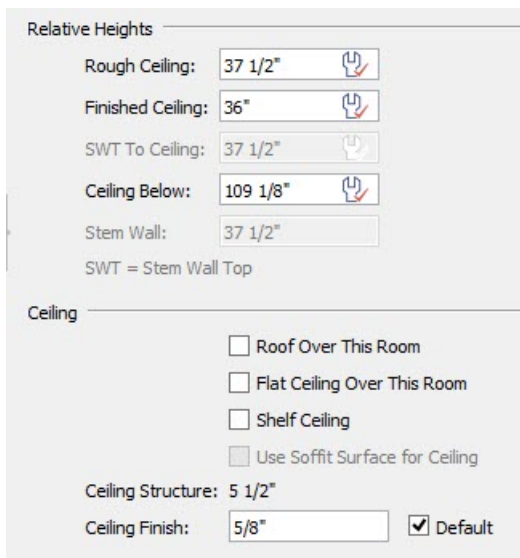 Relative Heights
Rough Ceiling: 37 1/2"
Finished Ceiling: 36"
SWT To Ceiling: 37 1/2"
Ceiling Below: 109 1/8"
Stem Wall: 37 1/2"
SWT = Stem Wall Top
Ceiling
Roof Over This Room
Flat Ceiling Over This Room
Shelf Ceiling
Use Soffit Surface for Ceiling
Ceiling Structure: 5 1/2"
Ceiling Finish: 5/8" Default